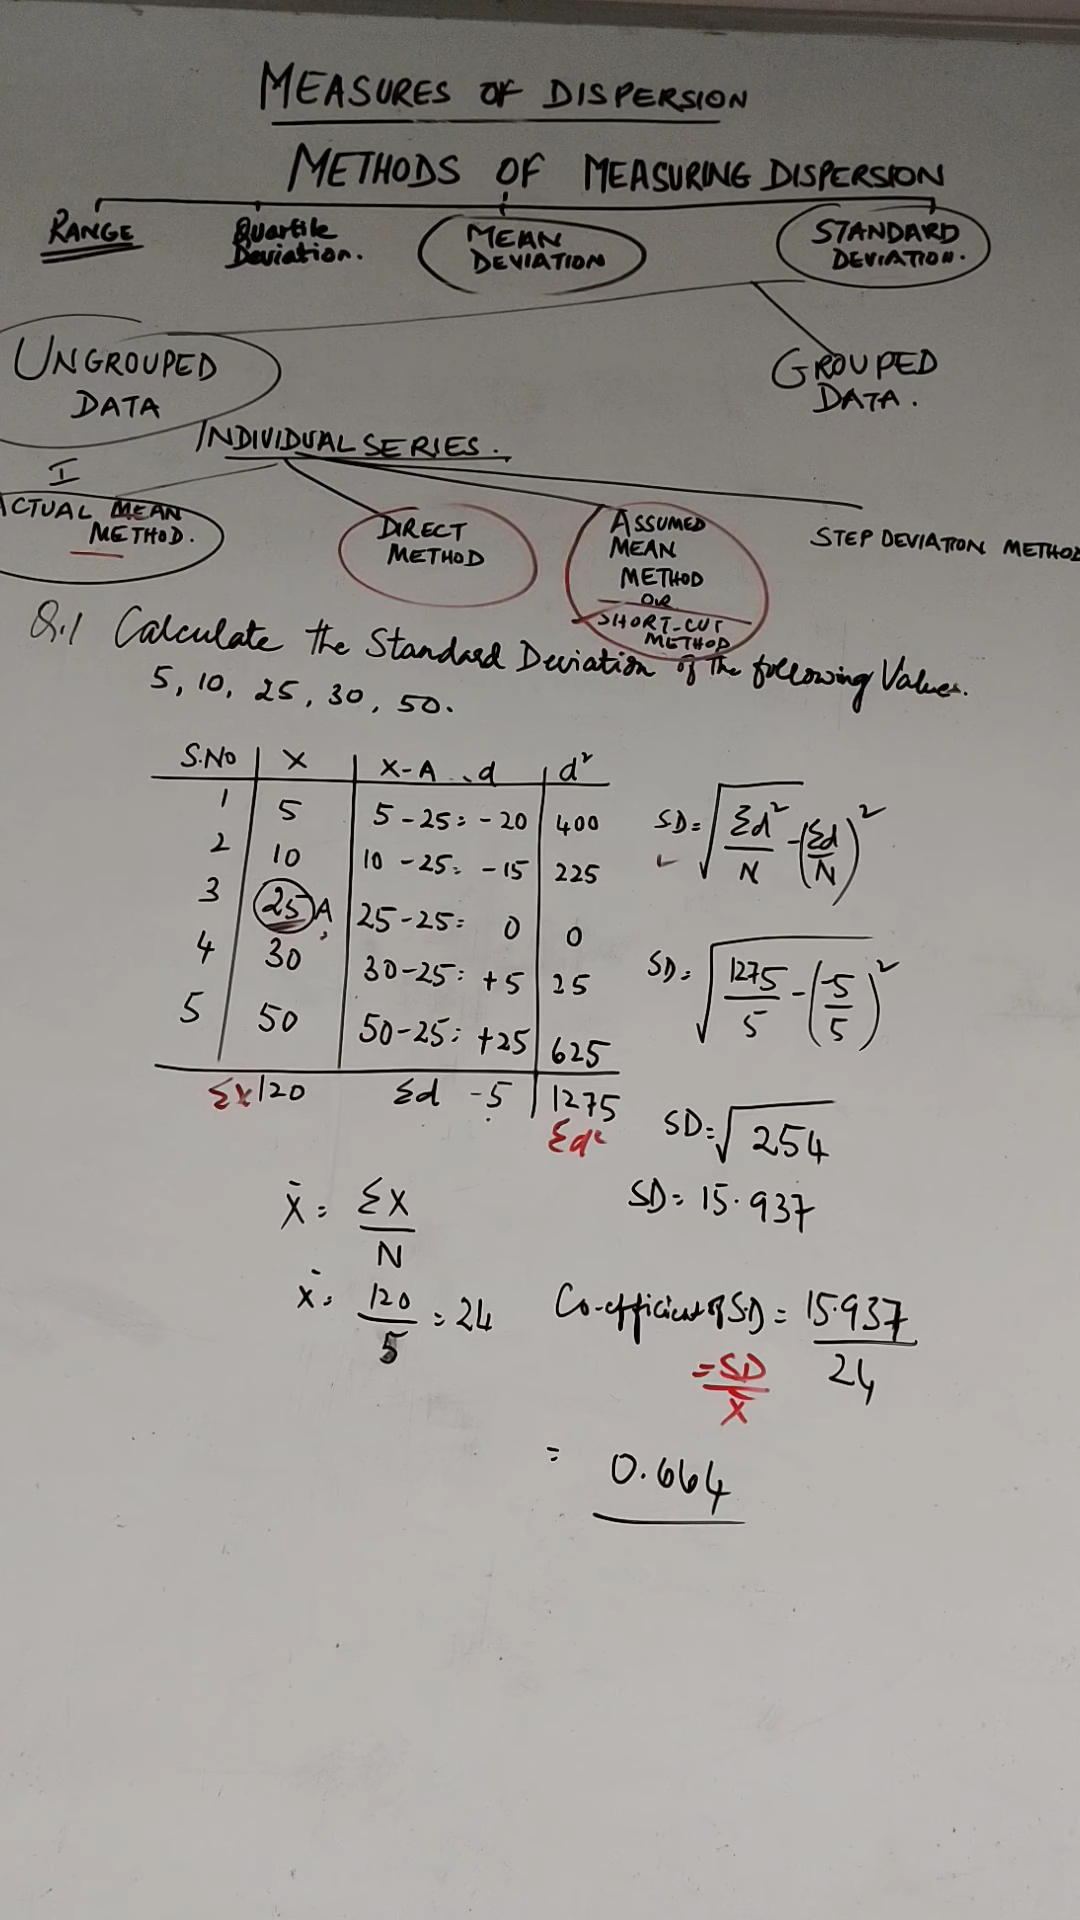 MEASURES OF DISPERSION
METHODS OF MEASURING DISPERSION
RANGE Quartile Deviation. MEAN DEVIATION STANDARD DEVIATION.
UNGROUPED DATA GROUPED DATA.
INDIVIDUAL SERIES.
I
ACTUAL MEAN METHOD. DIRECT METHOD ASSUMED MEAN METHOD OR SHORT-CUT METHOD STEP DEVIATION METHOD
Q.1 Calculate the Standard Deviation of the following Values.
5, 10, 25, 30, 50.
S.NO X X-A = d d²
1 5 5-25= -20 400
2 10 10-25= -15 225
3 25 A 25-25= 0 0
4 30 30-25= +5 25
5 50 50-25= +25 625
Σx 120 Σd -5 1275
Σd²
SD= √Σd²/N - (Σd/N)²
SD= √1275/5 - (-5/5)²
SD= √254
SD= 15.937
X̄ = ΣX/N
X̄ = 120/5 = 24
Co-efficient of S.D = 15.937/24
= SD/X̄
= 0.664